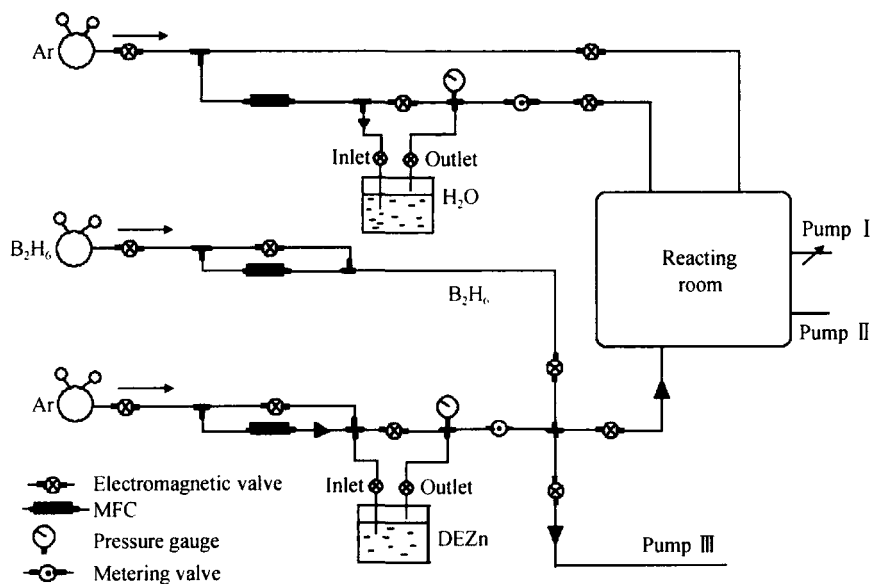 Ar
Inlet
Outlet
H₂O
B₂H₆
B₂H₆
Reacting
room
Pump I
Pump II
Ar
Inlet
Outlet
DEZn
Pump III
Electromagnetic valve
MFC
Pressure gauge
Metering valve